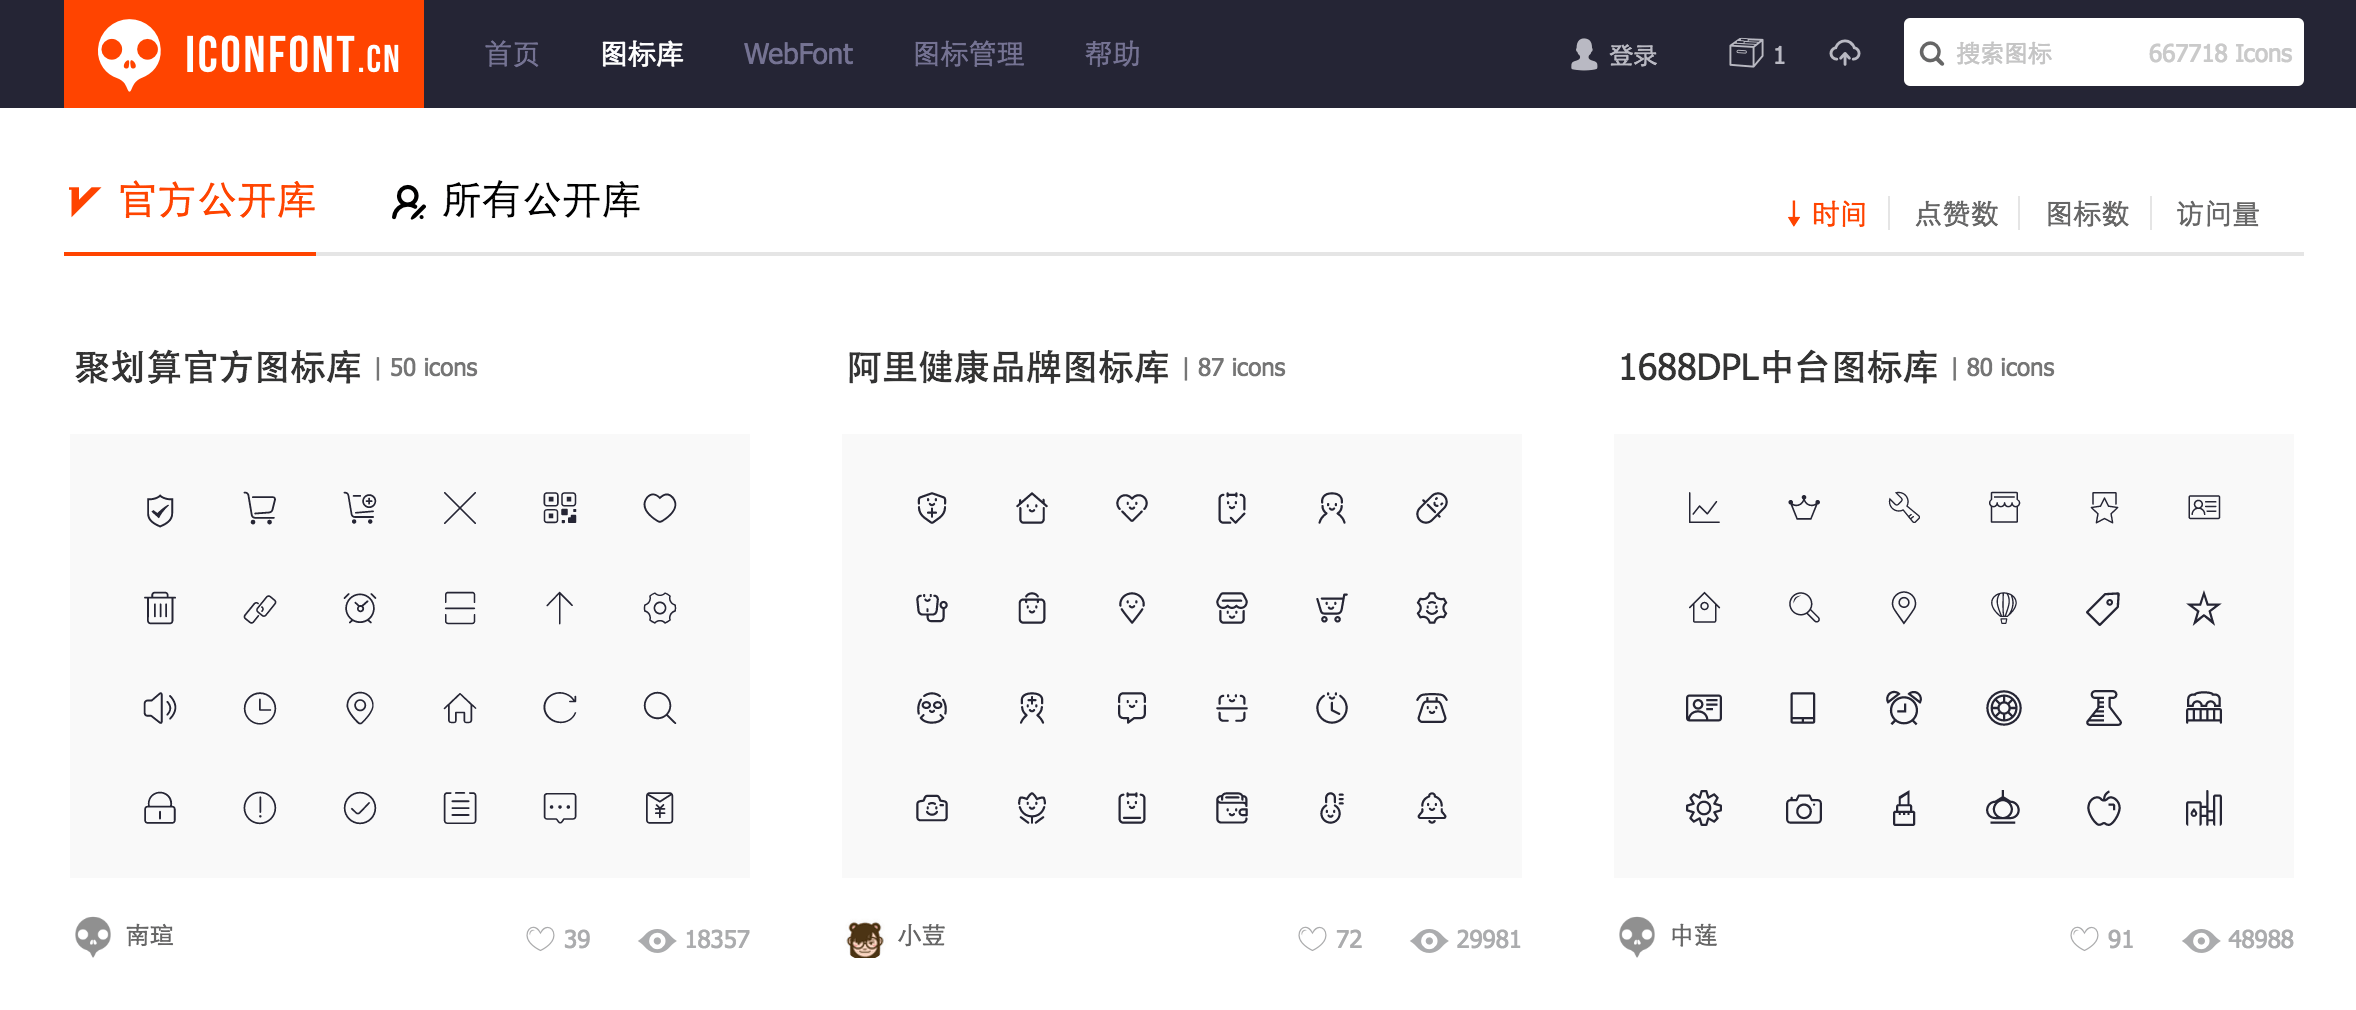 ICONFONT.CN 首页 图标库 WebFont 图标管理 帮助 登录 1 搜索图标 667718 Icons
官方公开库 所有公开库 时间 点赞数 图标数 访问量
聚划算官方图标库 | 50 icons
阿里健康品牌图标库 | 87 icons
1688DPL中台图标库 | 80 icons
南瑄 39 18357
小荳 72 29981
中莲 91 48988